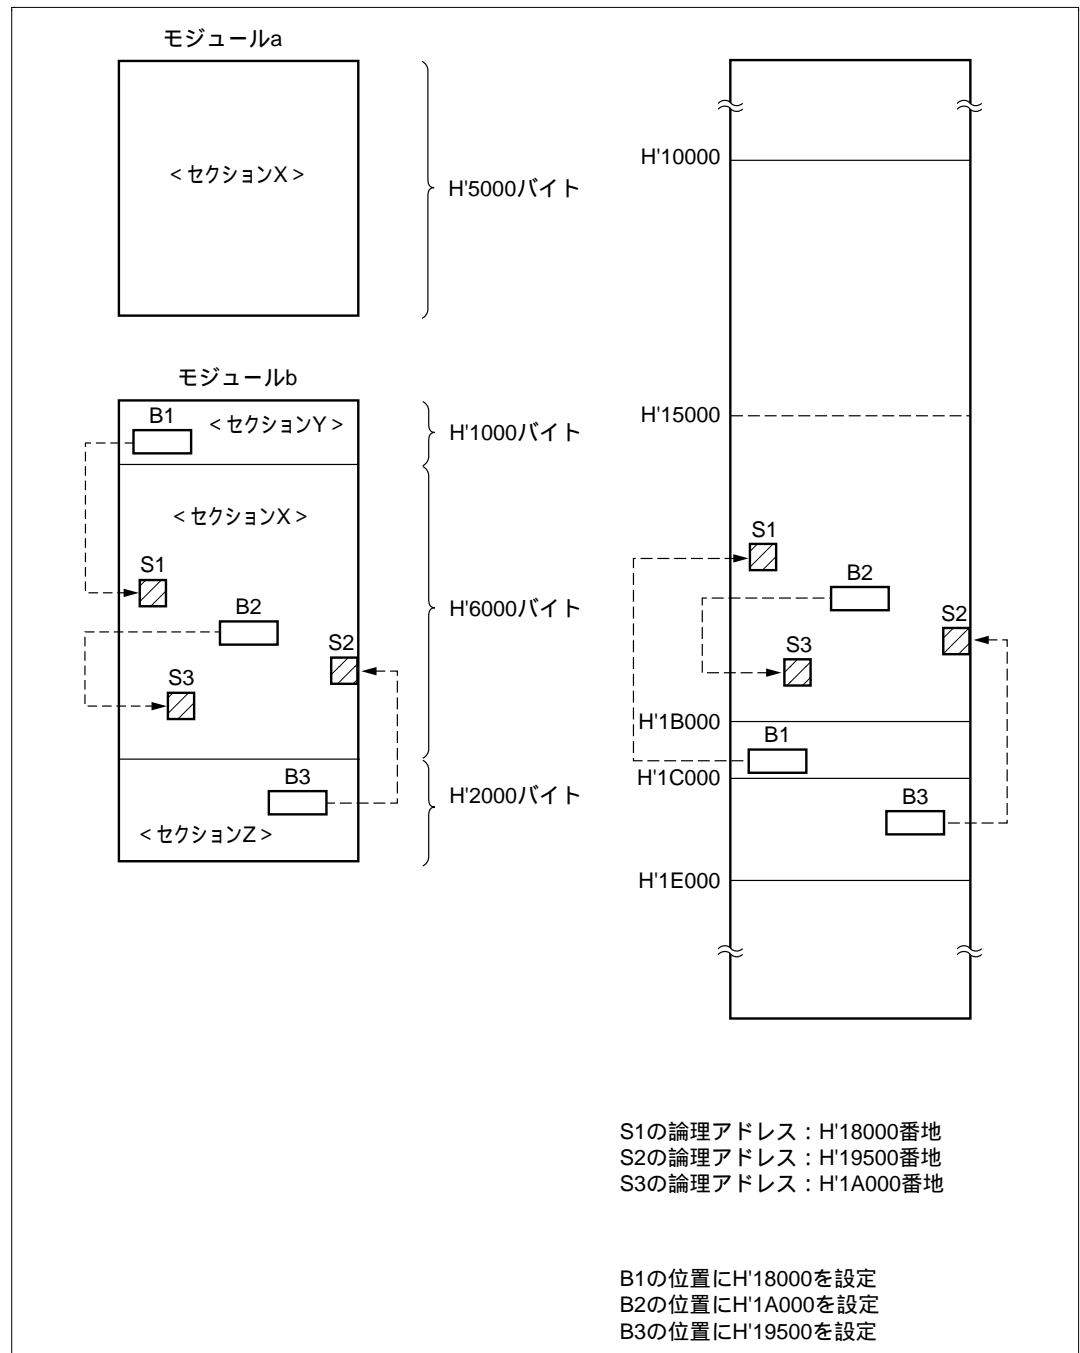 モジュールa
<セクションX>
H'5000バイト
モジュールb
B1
<セクションY>
H'1000バイト
<セクションX>
S1
B2
S2
S3
H'6000バイト
B3
<セクションZ>
H'2000バイト
H'10000
H'15000
S1
B2
S2
S3
H'1B000
B1
H'1C000
B3
H'1E000
S1の論理アドレス：H'18000番地
S2の論理アドレス：H'19500番地
S3の論理アドレス：H'1A000番地
B1の位置にH'18000を設定
B2の位置にH'1A000を設定
B3の位置にH'19500を設定